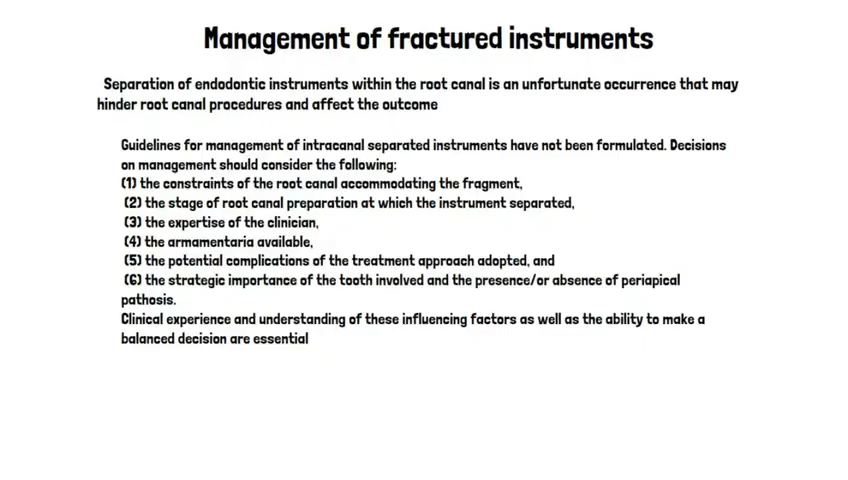 Management of fractured instruments
Separation of endodontic instruments within the root canal is an unfortunate occurrence that may
hinder root canal procedures and affect the outcome
Guidelines for management of intracanal separated instruments have not been formulated. Decisions
on management should consider the following:
(1) the constraints of the root canal accommodating the fragment,
(2) the stage of root canal preparation at which the instrument separated,
(3) the expertise of the clinician,
(4) the armamentaria available,
(5) the potential complications of the treatment approach adopted, and
(6) the strategic importance of the tooth involved and the presence/or absence of periapical
pathosis.
Clinical experience and understanding of these influencing factors as well as the ability to make a
balanced decision are essential